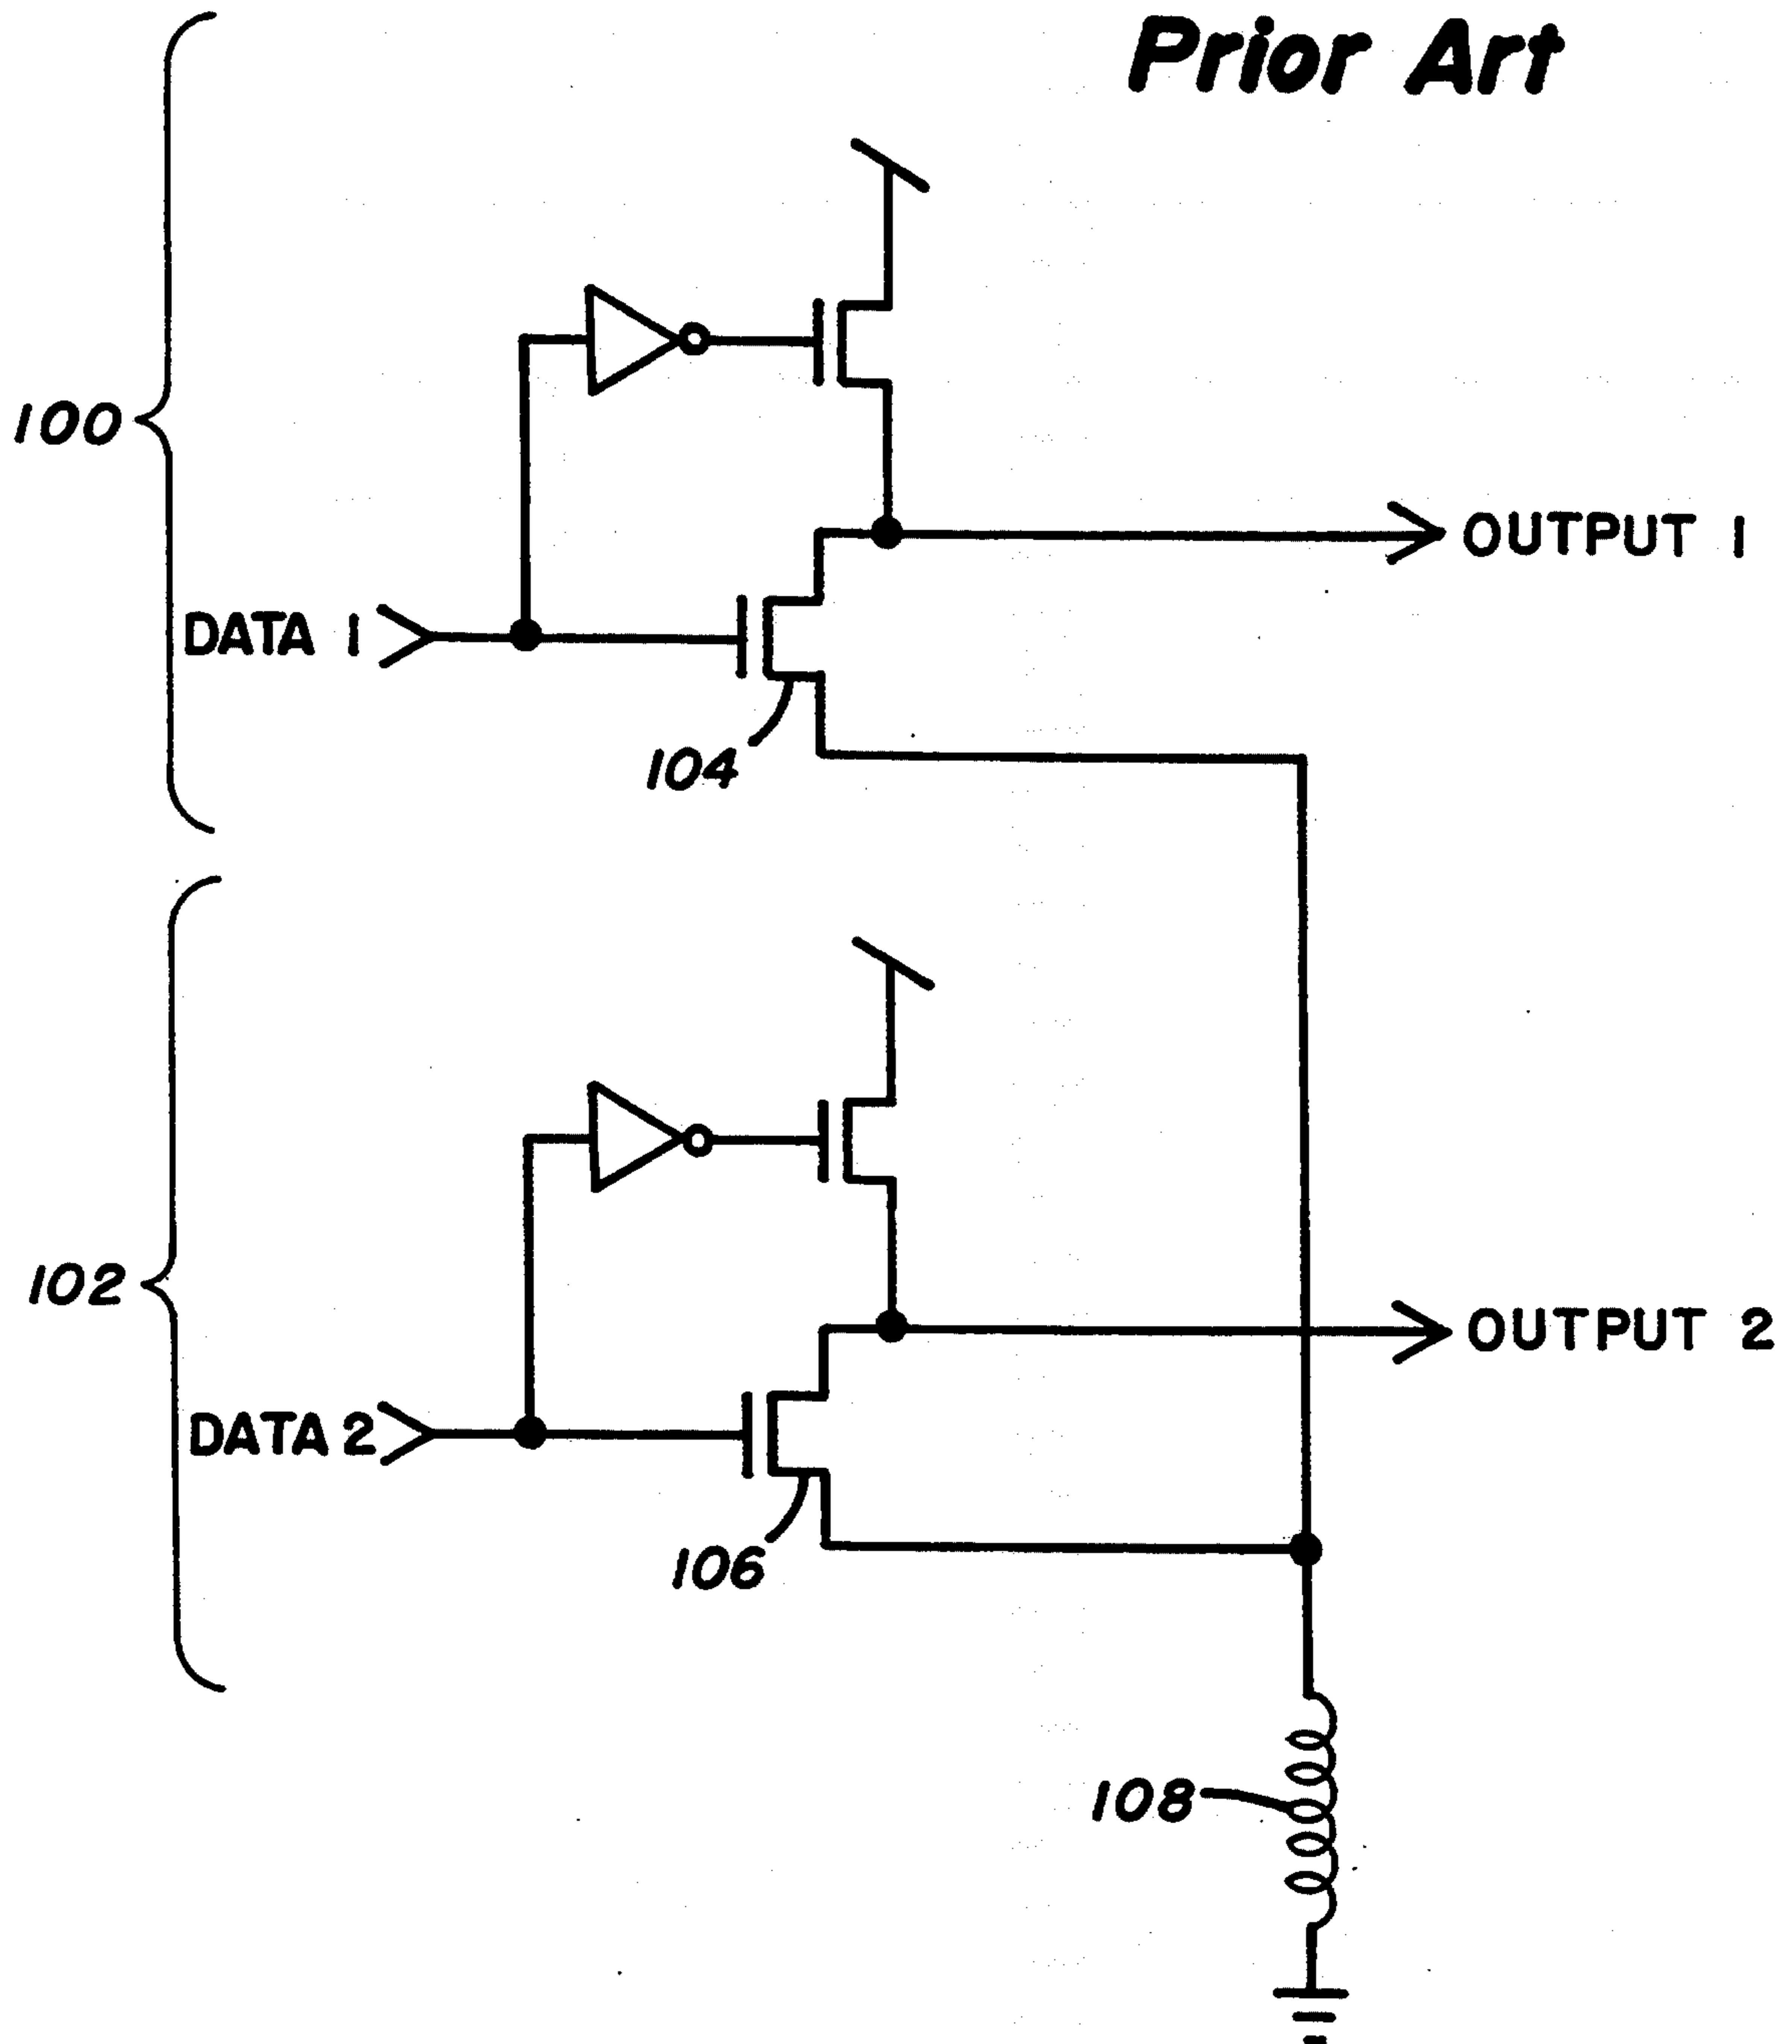 Prior Art
100
OUTPUT 1
DATA 1
104
102
OUTPUT 2
DATA 2
106
108